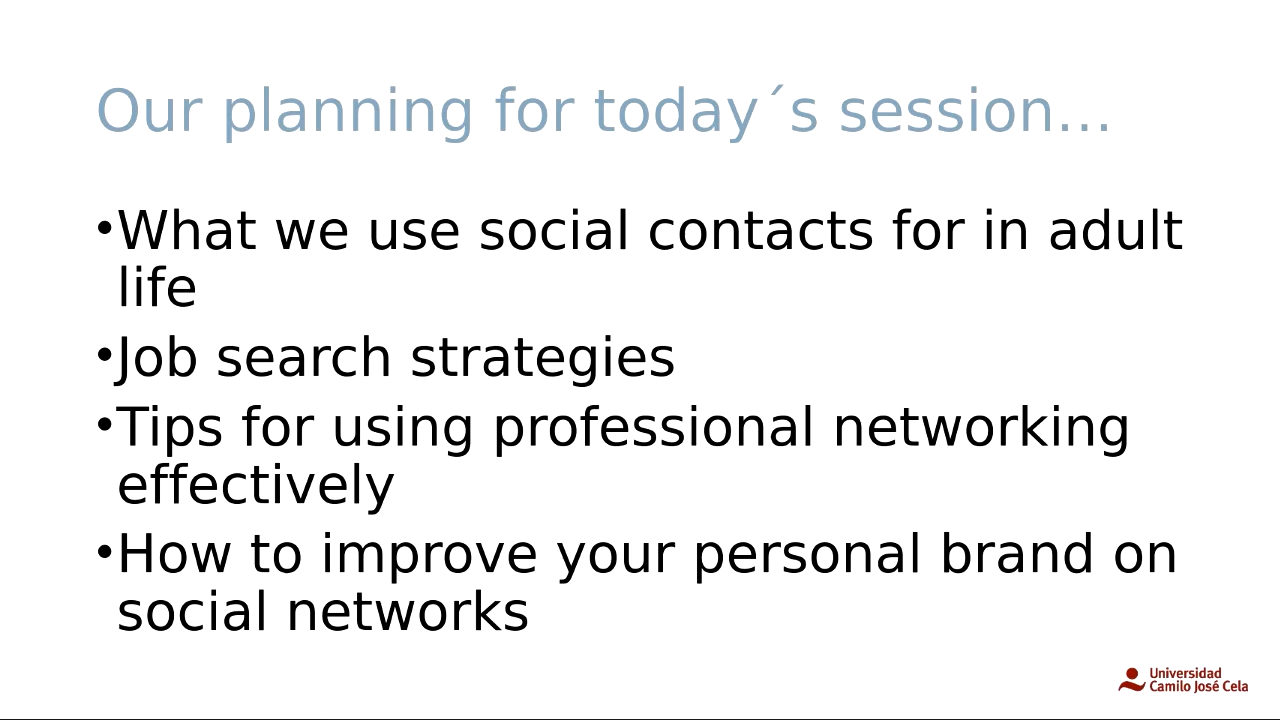 Our planning for today´s session…
•What we use social contacts for in adult
life
•Job search strategies
•Tips for using professional networking
effectively
•How to improve your personal brand on
social networks
Universidad
Camilo José Cela